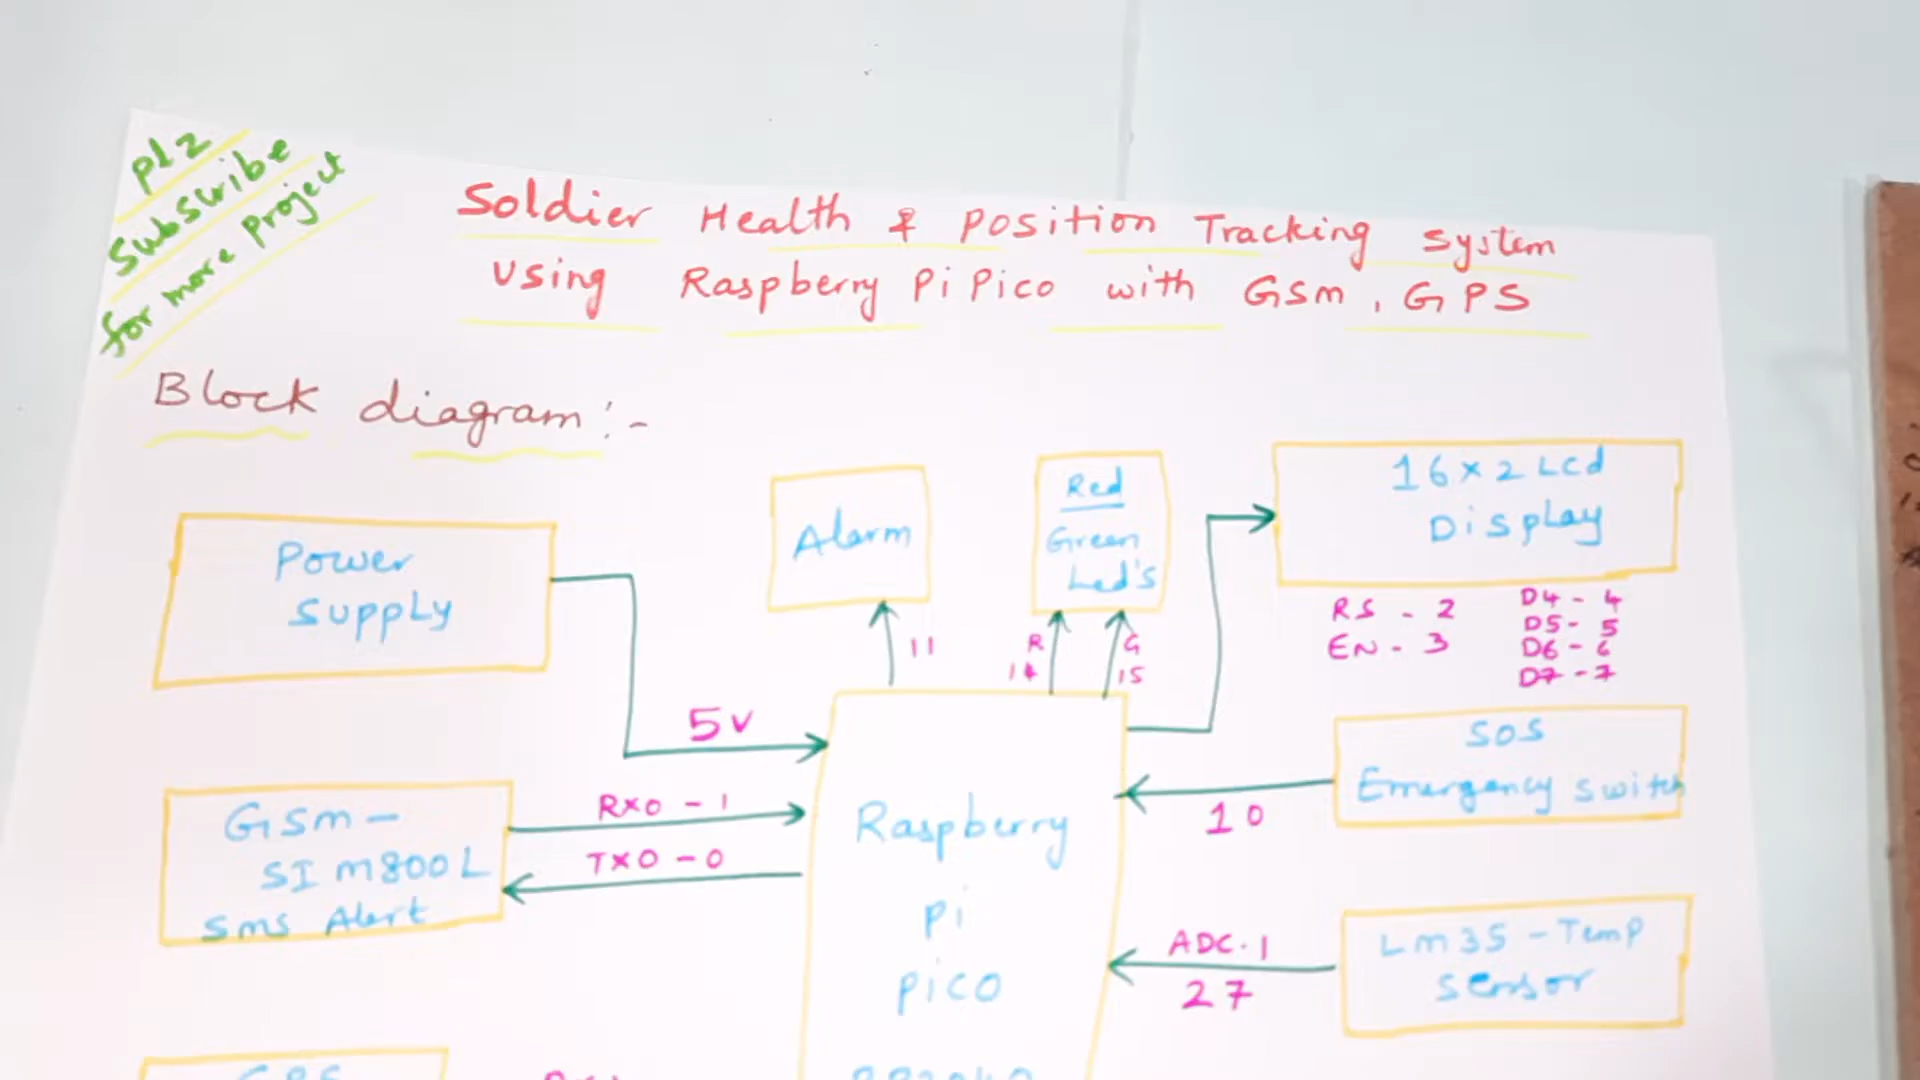 Plz
Subscribe
for more Project
Soldier Health & Position Tracking System
Using Raspberry Pi Pico with Gsm, GPS
Block diagram:-
Power
Supply
Alarm
Red
Green
Led's
16x2 Lcd
Display
11
R
14
G
15
RS - 2
EN - 3
D4 - 4
D5 - 5
D6 - 6
D7 - 7
5V
SOS
Emergency Switch
10
Gsm-
SIM800L
Sms Alert
RX0 - 1
TX0 - 0
Raspberry
Pi
Pico
ADC-1
27
Lm35 - Temp
Sensor
GPS